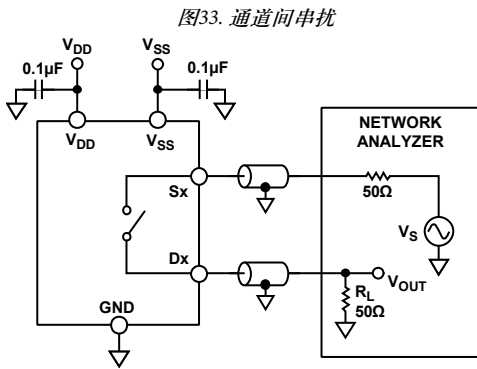 图33. 通道间串扰
VDD
VSS
0.1µF
0.1µF
VDD
VSS
NETWORK
ANALYZER
Sx
50Ω
VS
Dx
VOUT
RL
50Ω
GND